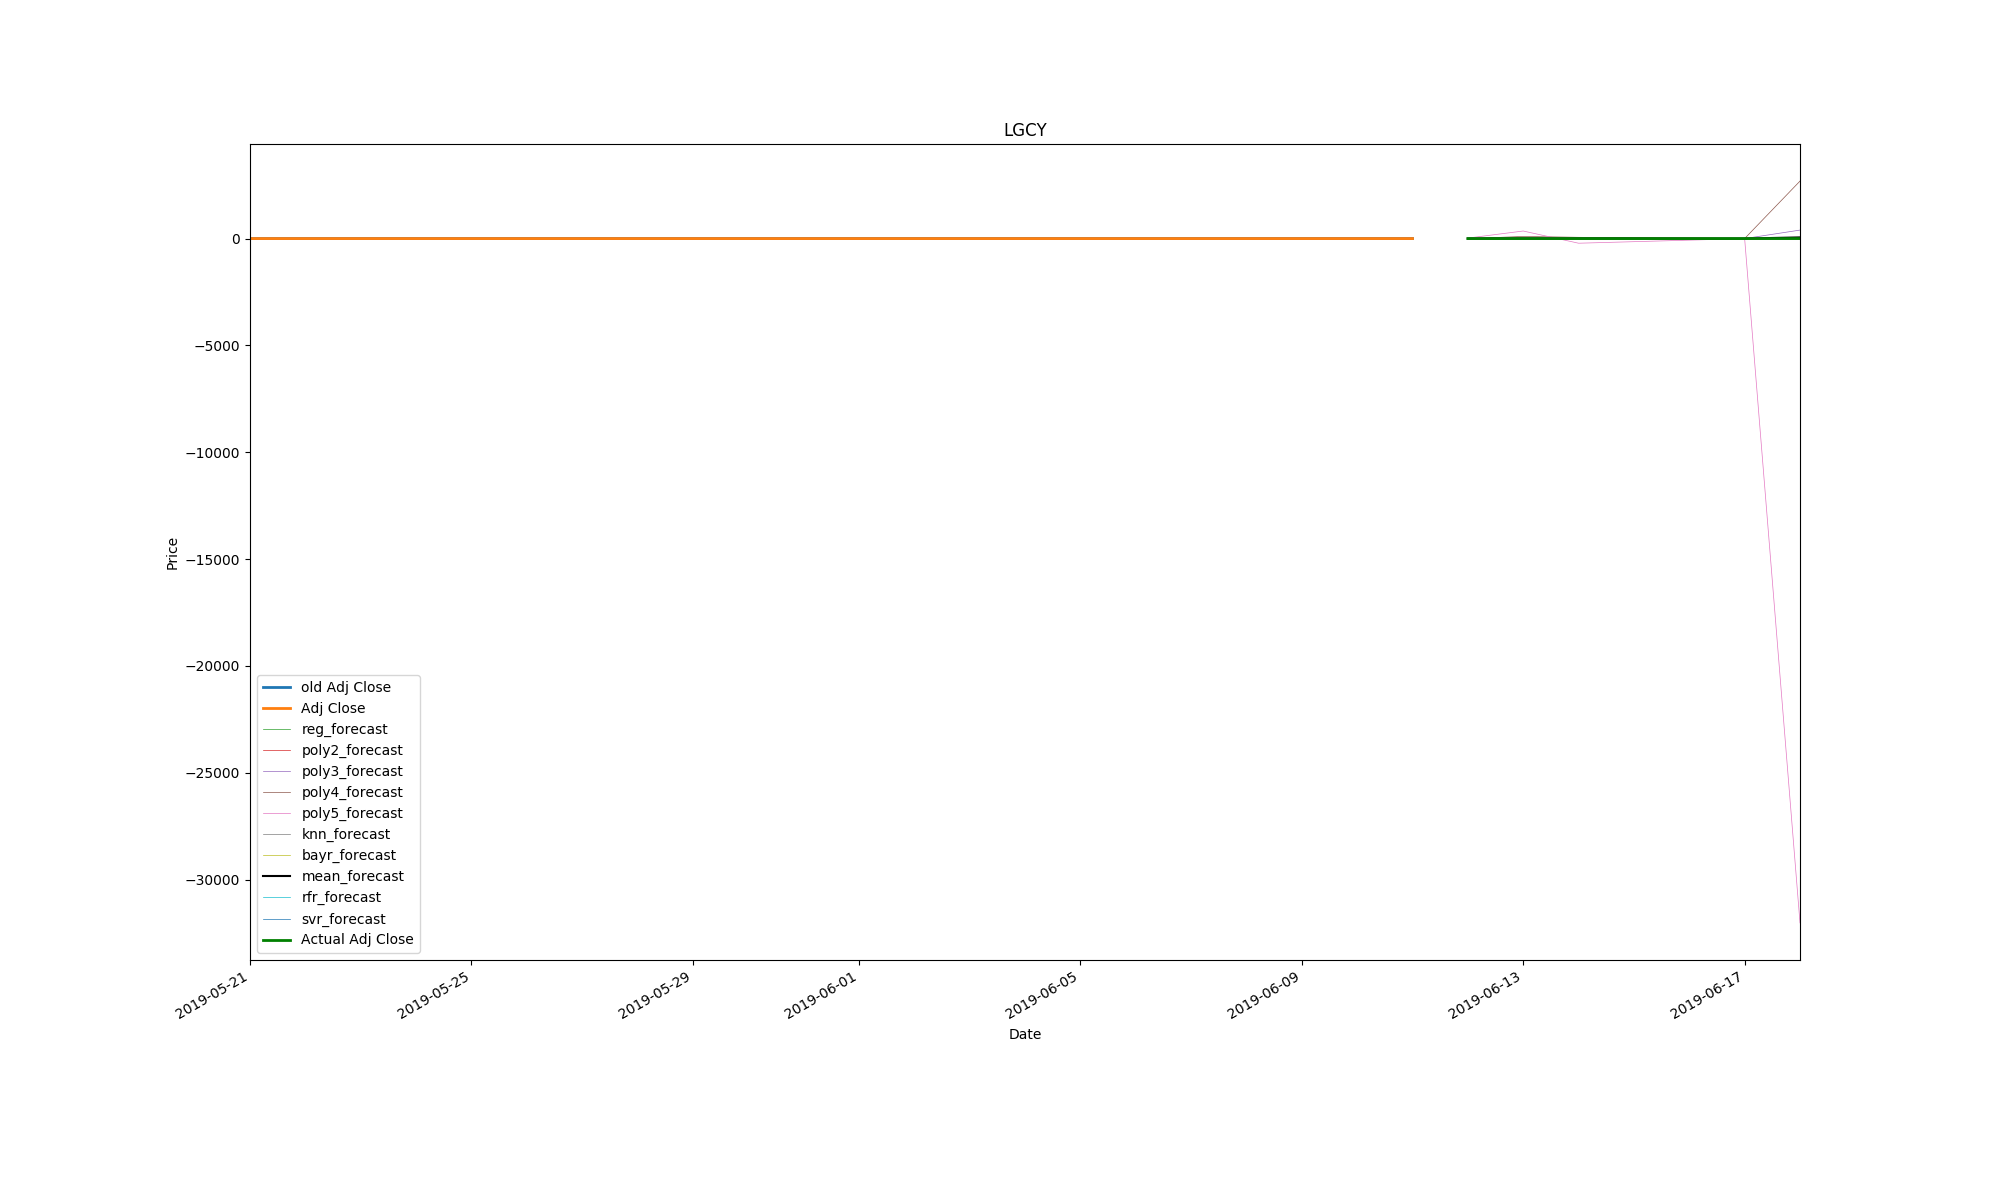 LGCY
0
−5000
−10000
−15000
−20000
−25000
−30000
Price
old Adj Close
Adj Close
reg_forecast
poly2_forecast
poly3_forecast
poly4_forecast
poly5_forecast
knn_forecast
bayr_forecast
mean_forecast
rfr_forecast
svr_forecast
Actual Adj Close
2019-05-21
2019-05-25
2019-05-29
2019-06-01
2019-06-05
2019-06-09
2019-06-13
2019-06-17
Date